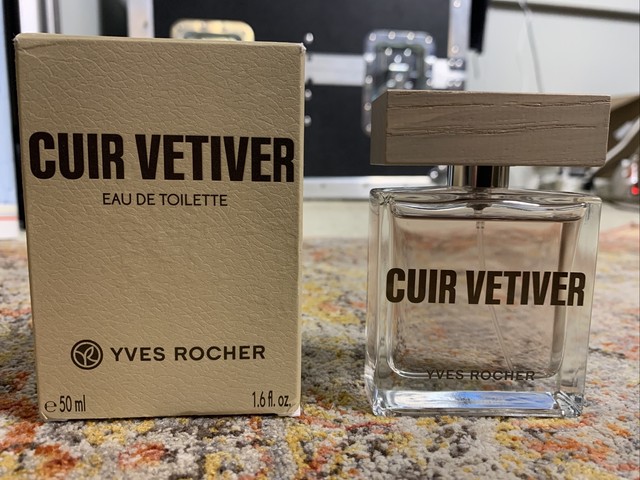 CUIR VETIVER
EAU DE TOILETTE
YVES ROCHER
℮ 50 ml
1.6 fl. oz.
CUIR VETIVER
YVES ROCHER